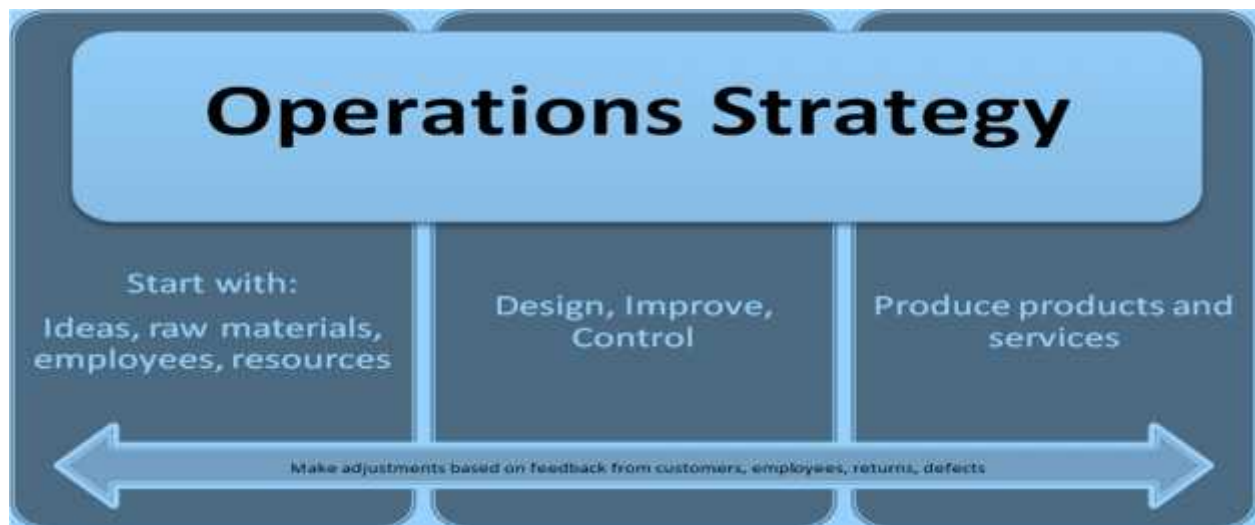 Operations Strategy
Start with:
Ideas, raw materials,
employees, resources
Design, Improve,
Control
Produce products and
services
Make adjustments based on feedback from customers, employees, returns, defects